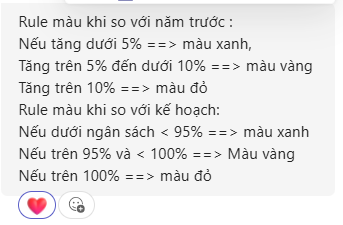 Rule màu khi so với năm trước :
Nếu tăng dưới 5% ==> màu xanh,
Tăng trên 5% đến dưới 10% ==> màu vàng
Tăng trên 10% ==> màu đỏ
Rule màu khi so với kế hoạch:
Nếu dưới ngân sách < 95% ==> màu xanh
Nếu trên 95% và < 100% ==> Màu vàng
Nếu trên 100% ==> màu đỏ